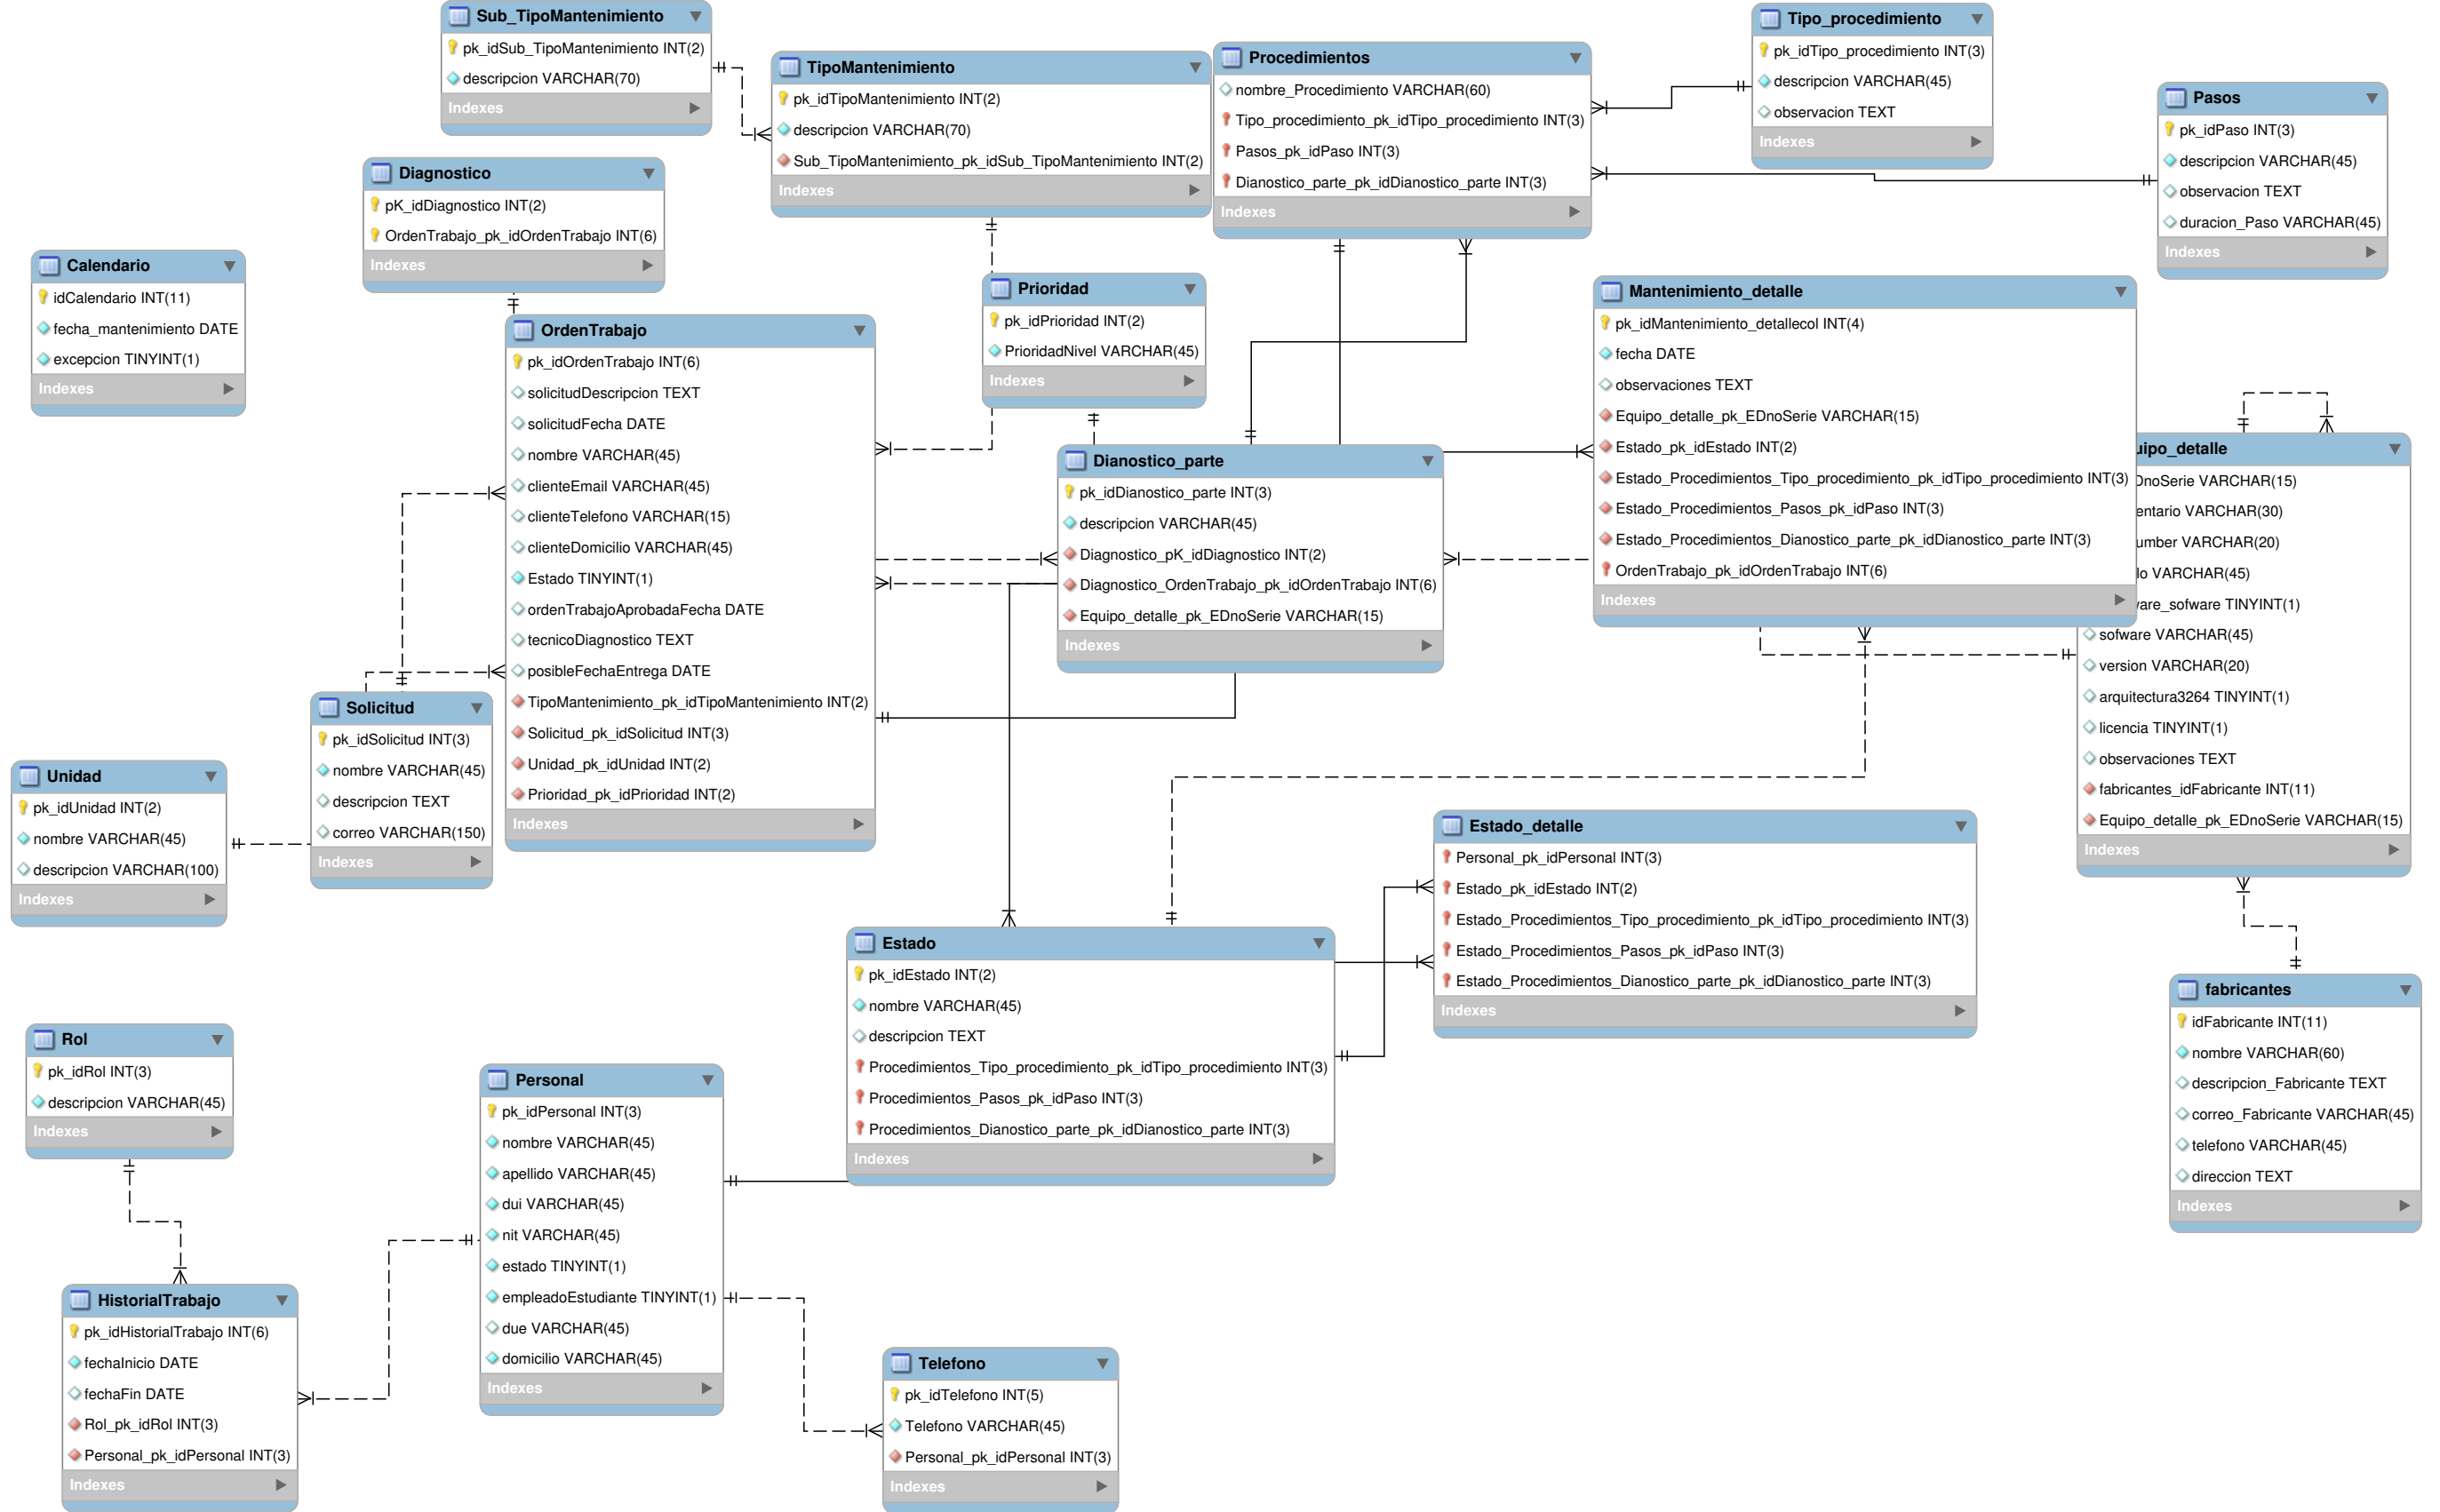 Sub_TipoMantenimiento
pk_idSub_TipoMantenimiento INT(2)
descripcion VARCHAR(70)
Indexes
TipoMantenimiento
pk_idTipoMantenimiento INT(2)
descripcion VARCHAR(70)
Sub_TipoMantenimiento_pk_idSub_TipoMantenimiento INT(2)
Indexes
Procedimientos
nombre_Procedimiento VARCHAR(60)
Tipo_procedimiento_pk_idTipo_procedimiento INT(3)
Pasos_pk_idPaso INT(3)
Dianostico_parte_pk_idDianostico_parte INT(3)
Indexes
Tipo_procedimiento
pk_idTipo_procedimiento INT(3)
descripcion VARCHAR(45)
observacion TEXT
Indexes
Pasos
pk_idPaso INT(3)
descripcion VARCHAR(45)
observacion TEXT
duracion_Paso VARCHAR(45)
Indexes
Diagnostico
pK_idDiagnostico INT(2)
OrdenTrabajo_pk_idOrdenTrabajo INT(6)
Indexes
Calendario
idCalendario INT(11)
fecha_mantenimiento DATE
excepcion TINYINT(1)
Indexes
Prioridad
pk_idPrioridad INT(2)
PrioridadNivel VARCHAR(45)
Indexes
OrdenTrabajo
pk_idOrdenTrabajo INT(6)
solicitudDescripcion TEXT
solicitudFecha DATE
nombre VARCHAR(45)
clienteEmail VARCHAR(45)
clienteTelefono VARCHAR(15)
clienteDomicilio VARCHAR(45)
Estado TINYINT(1)
ordenTrabajoAprobadaFecha DATE
tecnicoDiagnostico TEXT
posibleFechaEntrega DATE
TipoMantenimiento_pk_idTipoMantenimiento INT(2)
Solicitud_pk_idSolicitud INT(3)
Unidad_pk_idUnidad INT(2)
Prioridad_pk_idPrioridad INT(2)
Indexes
Mantenimiento_detalle
pk_idMantenimiento_detallecol INT(4)
fecha DATE
observaciones TEXT
Equipo_detalle_pk_EDnoSerie VARCHAR(15)
Estado_pk_idEstado INT(2)
Estado_Procedimientos_Tipo_procedimiento_pk_idTipo_procedimiento INT(3)
Estado_Procedimientos_Pasos_pk_idPaso INT(3)
Estado_Procedimientos_Dianostico_parte_pk_idDianostico_parte INT(3)
OrdenTrabajo_pk_idOrdenTrabajo INT(6)
Indexes
uipo_detalle
DnoSerie VARCHAR(15)
entario VARCHAR(30)
umber VARCHAR(20)
lo VARCHAR(45)
vare_sofware TINYINT(1)
sofware VARCHAR(45)
version VARCHAR(20)
arquitectura3264 TINYINT(1)
licencia TINYINT(1)
observaciones TEXT
fabricantes_idFabricante INT(11)
Equipo_detalle_pk_EDnoSerie VARCHAR(15)
Indexes
Dianostico_parte
pk_idDianostico_parte INT(3)
descripcion VARCHAR(45)
Diagnostico_pK_idDiagnostico INT(2)
Diagnostico_OrdenTrabajo_pk_idOrdenTrabajo INT(6)
Equipo_detalle_pk_EDnoSerie VARCHAR(15)
Indexes
Solicitud
pk_idSolicitud INT(3)
nombre VARCHAR(45)
descripcion TEXT
correo VARCHAR(150)
Indexes
Unidad
pk_idUnidad INT(2)
nombre VARCHAR(45)
descripcion VARCHAR(100)
Indexes
Estado_detalle
Personal_pk_idPersonal INT(3)
Estado_pk_idEstado INT(2)
Estado_Procedimientos_Tipo_procedimiento_pk_idTipo_procedimiento INT(3)
Estado_Procedimientos_Pasos_pk_idPaso INT(3)
Estado_Procedimientos_Dianostico_parte_pk_idDianostico_parte INT(3)
Indexes
Estado
pk_idEstado INT(2)
nombre VARCHAR(45)
descripcion TEXT
Procedimientos_Tipo_procedimiento_pk_idTipo_procedimiento INT(3)
Procedimientos_Pasos_pk_idPaso INT(3)
Procedimientos_Dianostico_parte_pk_idDianostico_parte INT(3)
Indexes
fabricantes
idFabricante INT(11)
nombre VARCHAR(60)
descripcion_Fabricante TEXT
correo_Fabricante VARCHAR(45)
telefono VARCHAR(45)
direccion TEXT
Indexes
Rol
pk_idRol INT(3)
descripcion VARCHAR(45)
Indexes
Personal
pk_idPersonal INT(3)
nombre VARCHAR(45)
apellido VARCHAR(45)
dui VARCHAR(45)
nit VARCHAR(45)
estado TINYINT(1)
empleadoEstudiante TINYINT(1)
due VARCHAR(45)
domicilio VARCHAR(45)
Indexes
HistorialTrabajo
pk_idHistorialTrabajo INT(6)
fechaInicio DATE
fechaFin DATE
Rol_pk_idRol INT(3)
Personal_pk_idPersonal INT(3)
Indexes
Telefono
pk_idTelefono INT(5)
Telefono VARCHAR(45)
Personal_pk_idPersonal INT(3)
Indexes